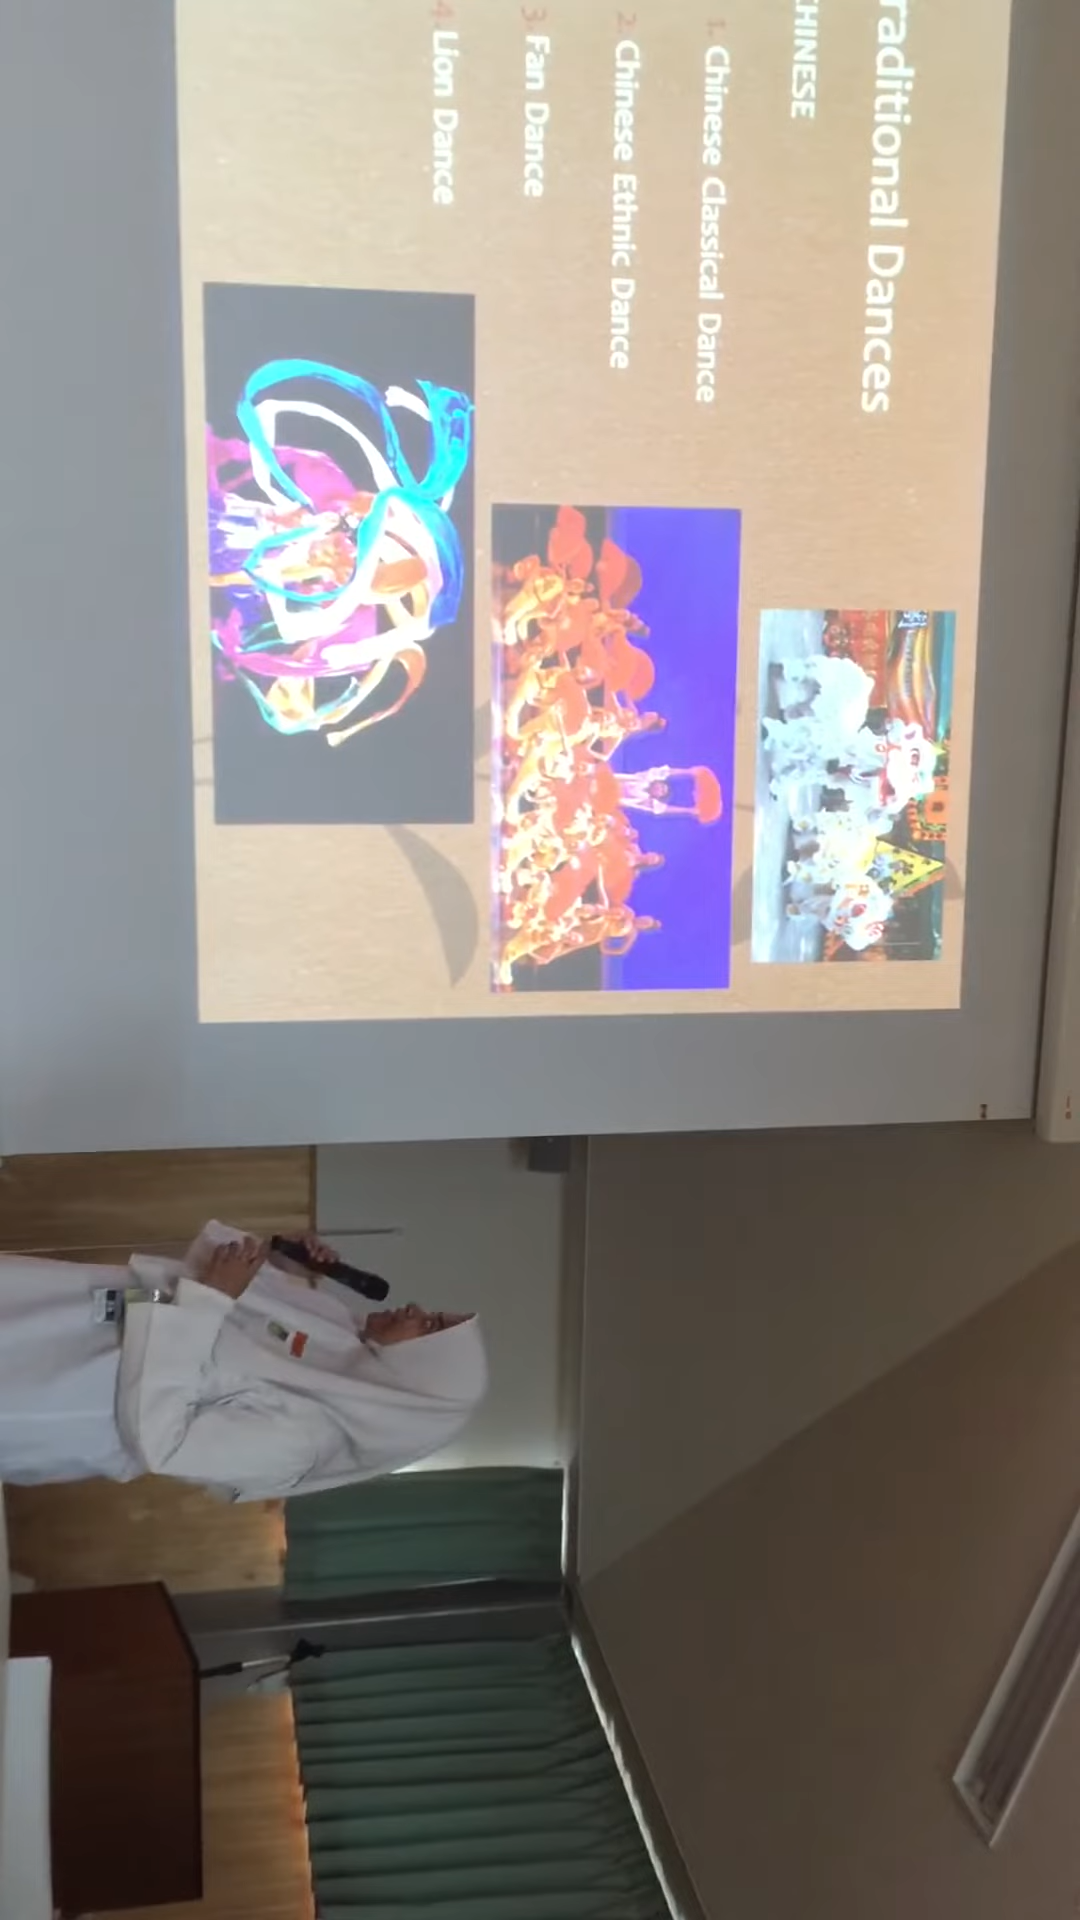 raditional Dances
CHINESE
1. Chinese Classical Dance
2. Chinese Ethnic Dance
3. Fan Dance
4. Lion Dance